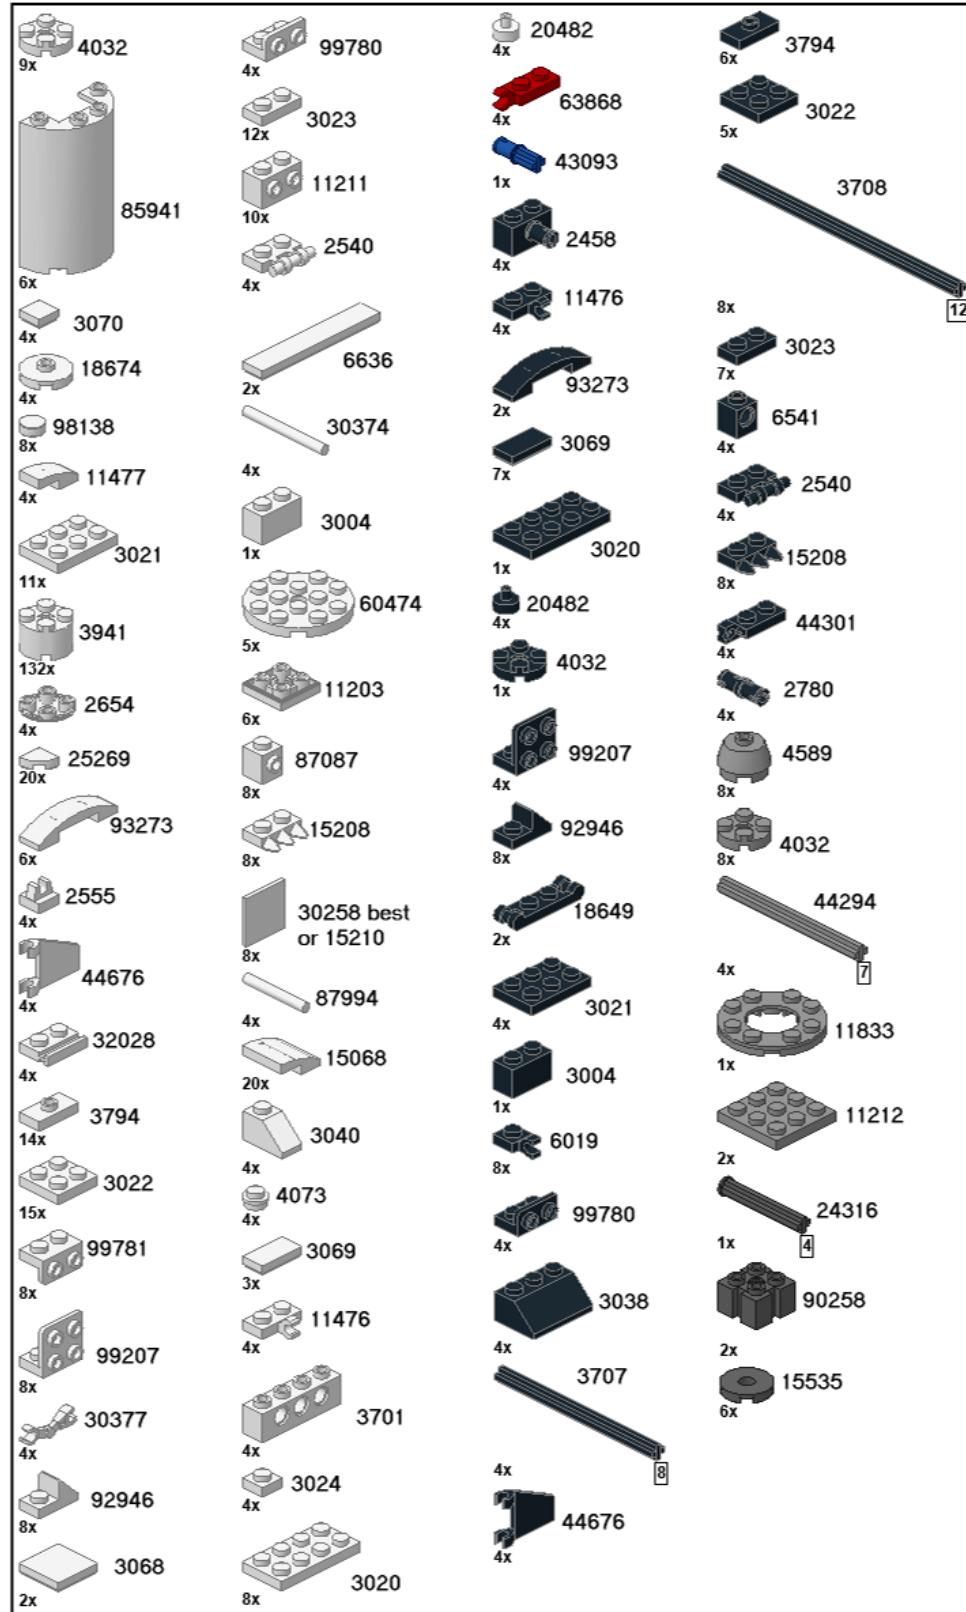 4032
9x
85941
6x
3070
4x
18674
4x
98138
8x
11477
4x
3021
11x
3941
132x
2654
4x
25269
20x
93273
6x
2555
4x
44676
4x
32028
4x
3794
14x
3022
15x
99781
8x
99207
8x
30377
4x
92946
8x
3068
2x
99780
4x
3023
12x
11211
10x
2540
4x
6636
2x
30374
4x
3004
1x
60474
5x
11203
6x
87087
8x
15208
8x
30258 best
or 15210
8x
87994
4x
15068
20x
3040
4x
4073
4x
3069
3x
11476
4x
3701
4x
3024
4x
3020
8x
20482
4x
63868
4x
43093
1x
2458
4x
11476
4x
93273
2x
3069
7x
3020
1x
20482
4x
4032
1x
99207
4x
92946
8x
18649
2x
3021
4x
3004
1x
6019
8x
99780
4x
3038
4x
3707
8
4x
44676
4x
3794
6x
3022
5x
3708
12
8x
3023
7x
6541
4x
2540
4x
15208
8x
44301
4x
2780
4x
4589
8x
4032
8x
44294
7
4x
11833
1x
11212
2x
24316
4
1x
90258
2x
15535
6x